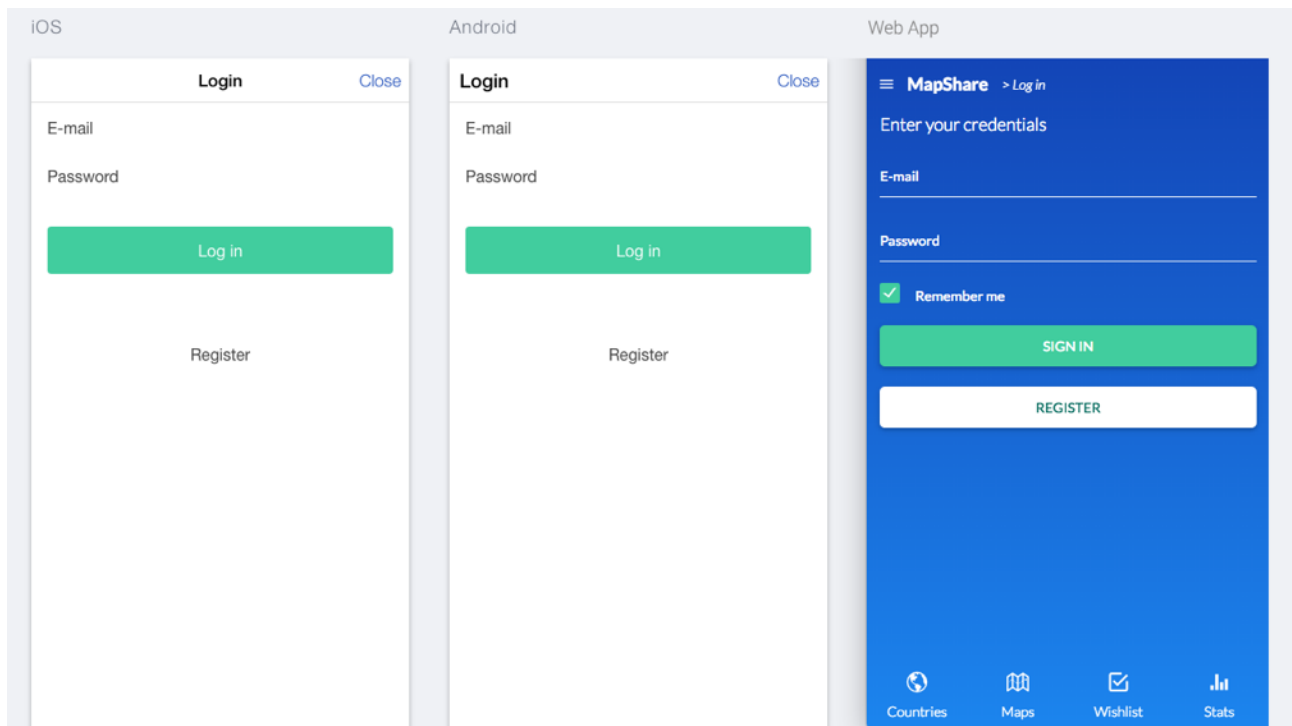 iOS
Login Close
E-mail
Password
Log in
Register
Android
Login Close
E-mail
Password
Log in
Register
Web App
MapShare > Log in
Enter your credentials
E-mail
Password
Remember me
SIGN IN
REGISTER
Countries Maps Wishlist Stats